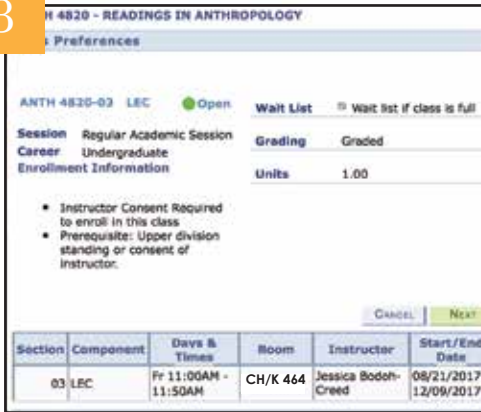 3
H 4820 - READINGS IN ANTHROPOLOGY
s Preferences
ANTH 4820-03 LEC Open
Session Regular Academic Session
Career Undergraduate
Enrollment Information
• Instructor Consent Required
to enroll in this class
• Prerequisite: Upper division
standing or consent of
instructor.
Wait List Wait list if class is full
Grading Graded
Units 1.00
CANCEL NEXT
Section Component Days & Times Room Instructor Start/End Date
03 LEC Fr 11:00AM - 11:50AM CH/K 464 Jessica Bodoh-Creed 08/21/2017 12/09/2017